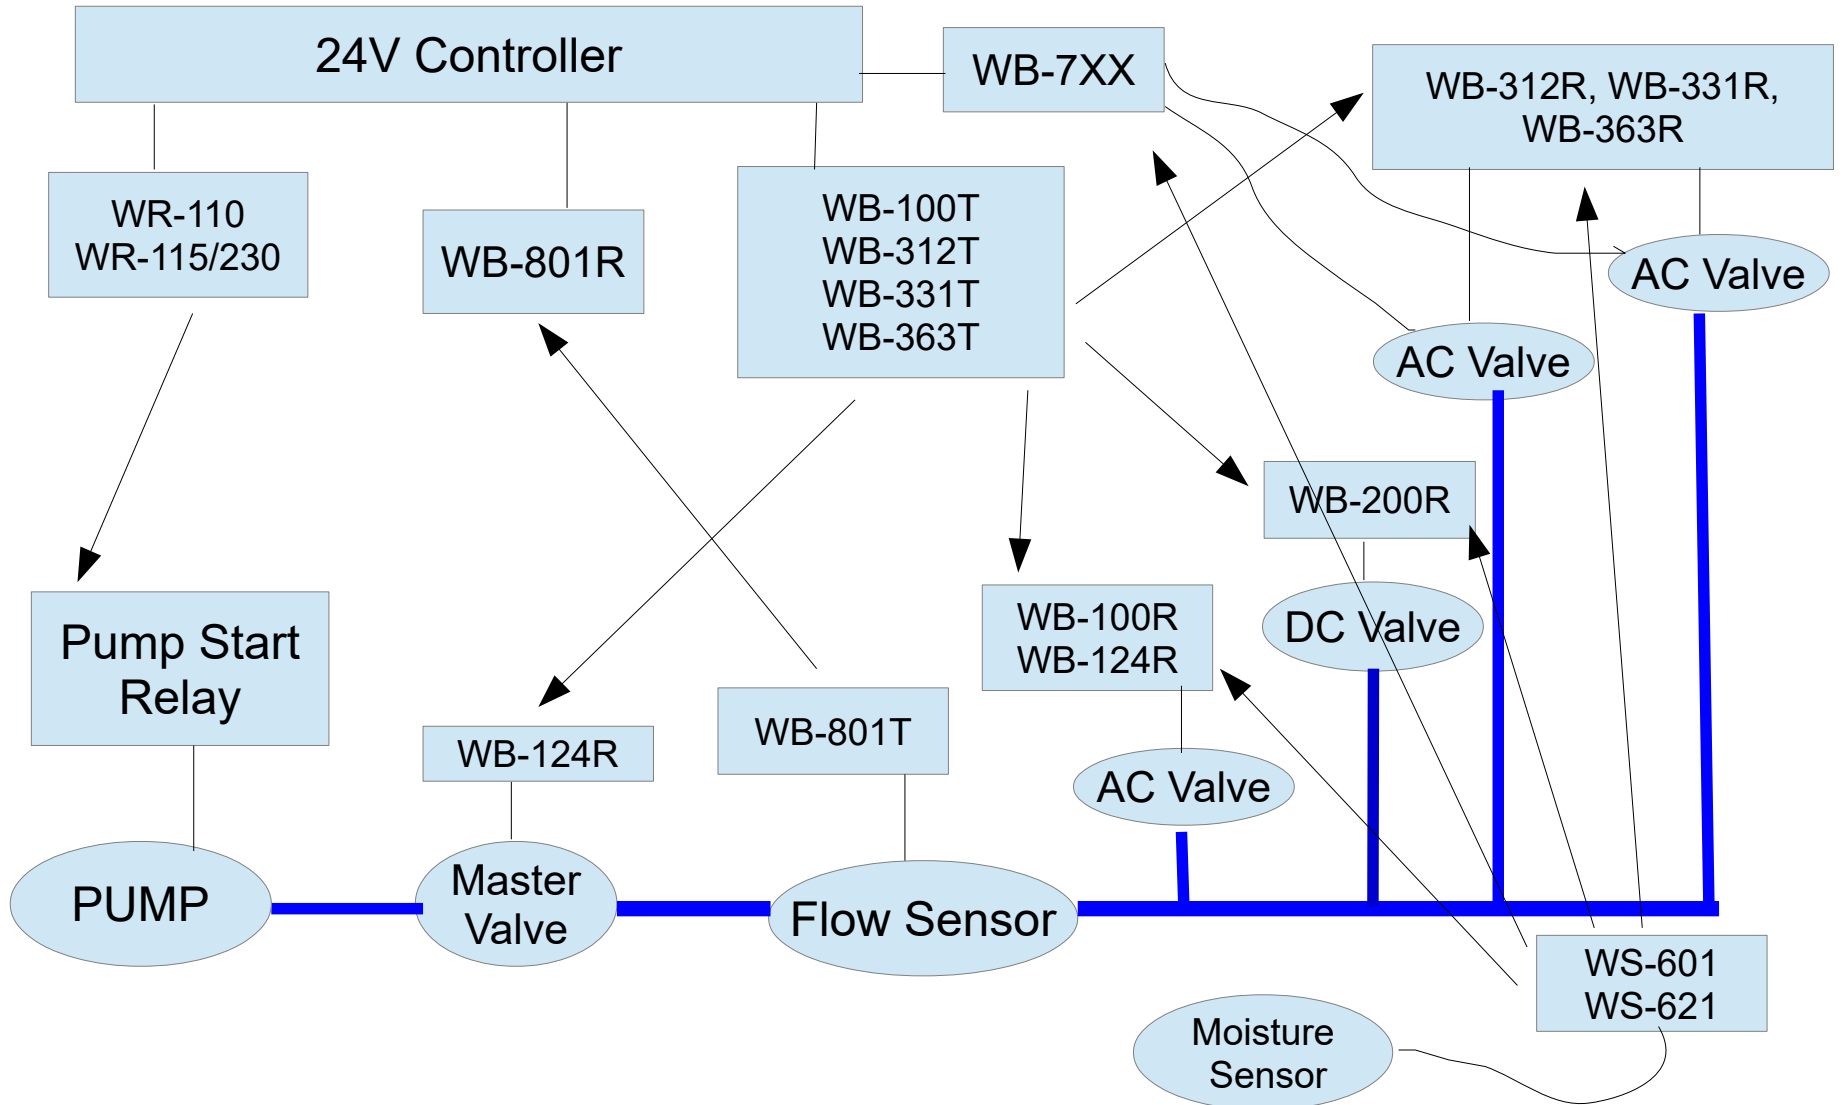 24V Controller
WB-7XX
WB-312R, WB-331R,
WB-363R
WR-110
WR-115/230
WB-801R
WB-100T
WB-312T
WB-331T
WB-363T
AC Valve
AC Valve
WB-200R
Pump Start
Relay
WB-100R
WB-124R
DC Valve
WB-124R
WB-801T
AC Valve
PUMP
Master
Valve
Flow Sensor
WS-601
WS-621
Moisture
Sensor